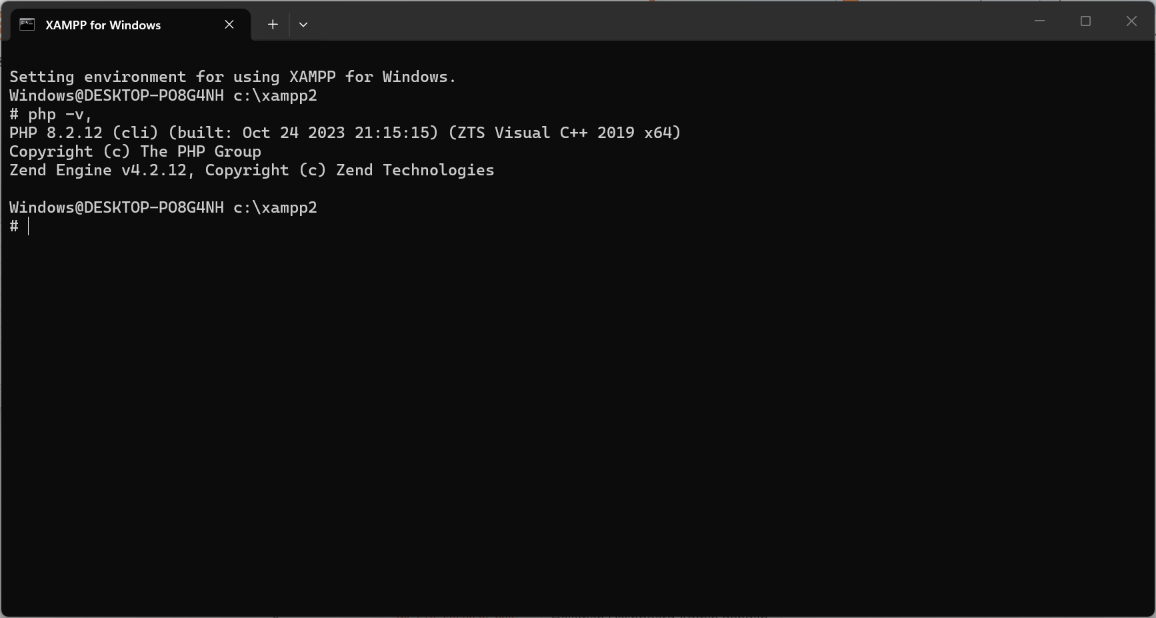 XAMPP for Windows
Setting environment for using XAMPP for Windows.
Windows@DESKTOP-PO8G4NH c:\xampp2
# php -v,
PHP 8.2.12 (cli) (built: Oct 24 2023 21:15:15) (ZTS Visual C++ 2019 x64)
Copyright (c) The PHP Group
Zend Engine v4.2.12, Copyright (c) Zend Technologies
Windows@DESKTOP-PO8G4NH c:\xampp2
#